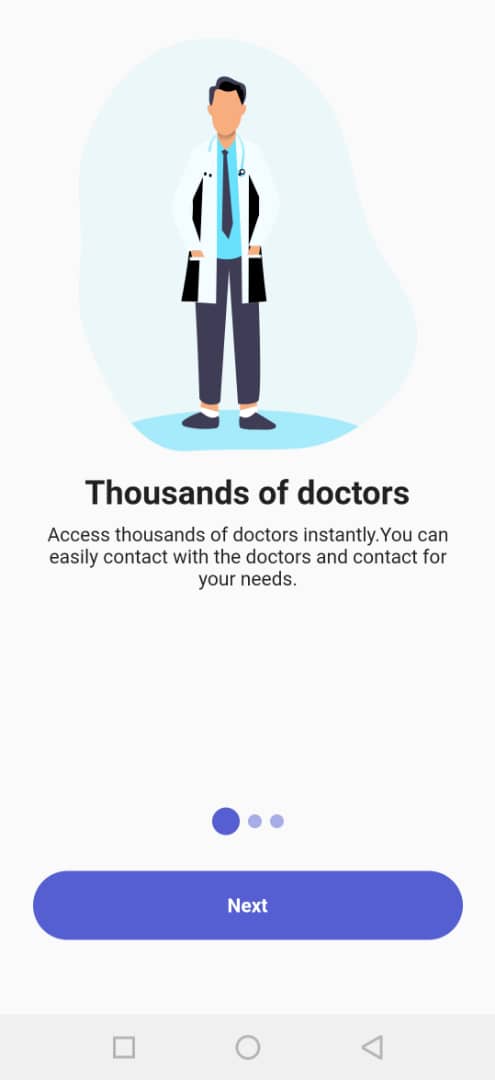 Thousands of doctors
Access thousands of doctors instantly.You can
easily contact with the doctors and contact for
your needs.
Next